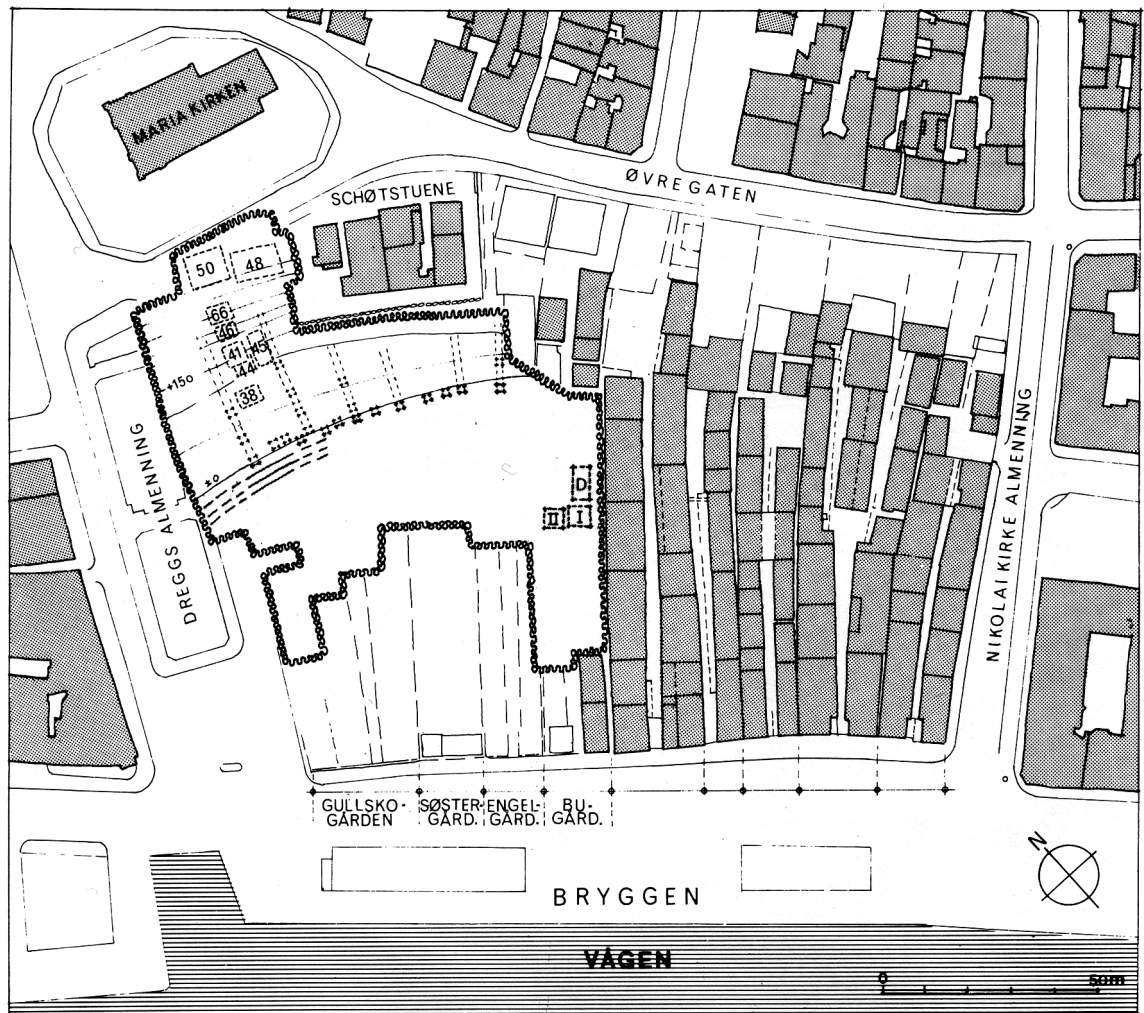 MARIA KIRKEN
ØVREGATEN
SCHØTSTUENE
50
48
66
46
41
45
44
38
+150
±0
DREGGS ALMENNING
D
II
I
NIKOLAI KIRKE ALMENNING
GULLSKO-
GÅRDEN
SØSTER-
GÅRD.
ENGEL-
GÅRD.
BU-
GÅRD.
N
BRYGGEN
VÅGEN
0
50m